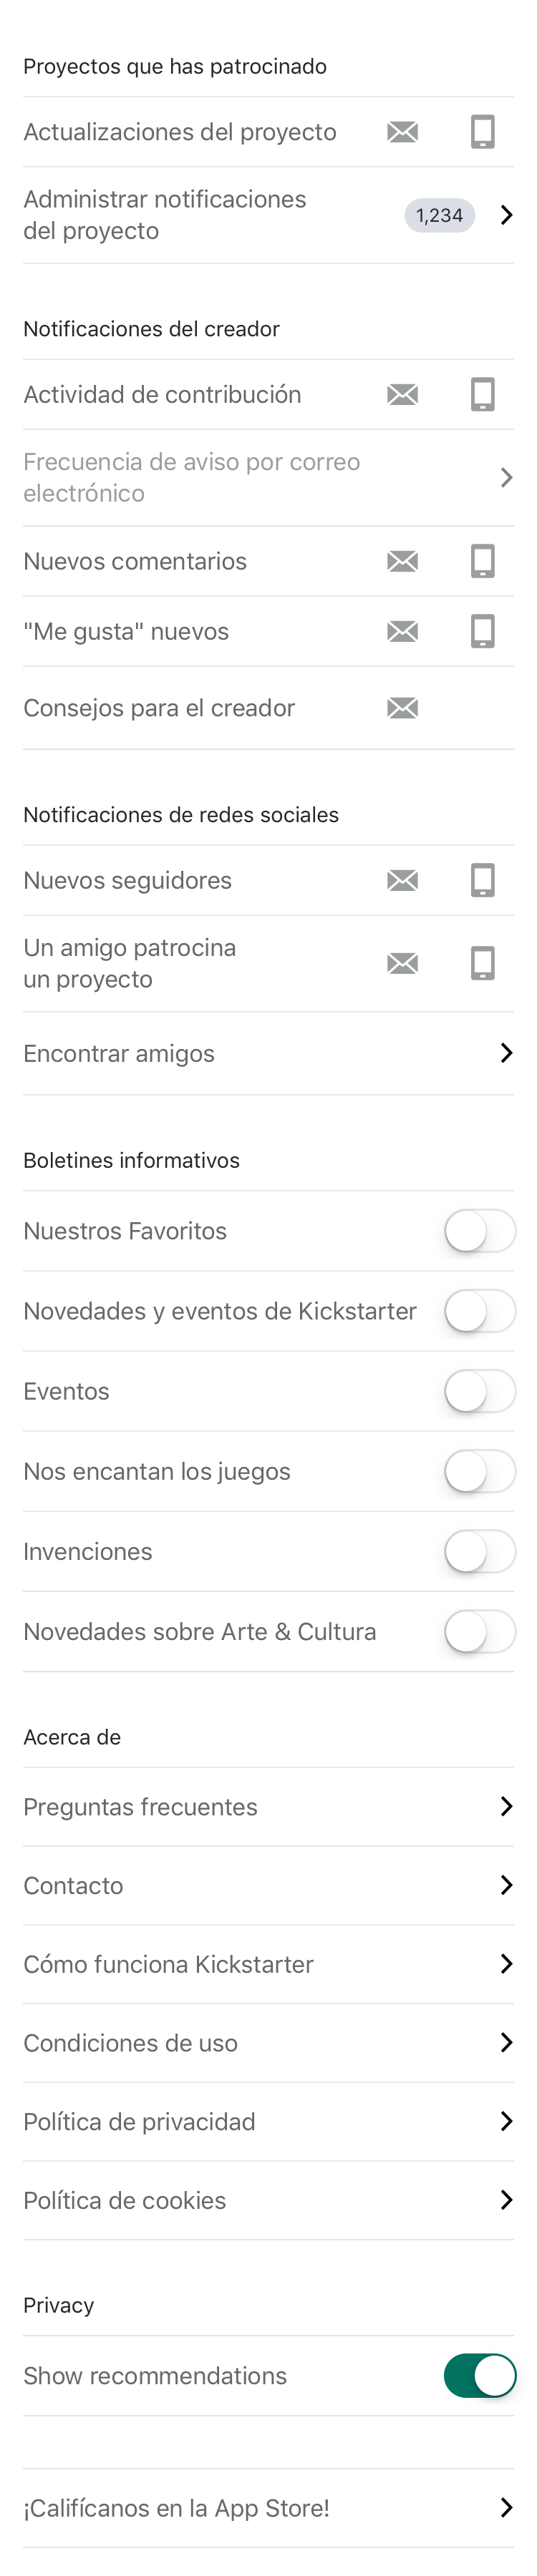 Proyectos que has patrocinado
Actualizaciones del proyecto
Administrar notificaciones
del proyecto
1,234
Notificaciones del creador
Actividad de contribución
Frecuencia de aviso por correo
electrónico
Nuevos comentarios
"Me gusta" nuevos
Consejos para el creador
Notificaciones de redes sociales
Nuevos seguidores
Un amigo patrocina
un proyecto
Encontrar amigos
Boletines informativos
Nuestros Favoritos
Novedades y eventos de Kickstarter
Eventos
Nos encantan los juegos
Invenciones
Novedades sobre Arte & Cultura
Acerca de
Preguntas frecuentes
Contacto
Cómo funciona Kickstarter
Condiciones de uso
Política de privacidad
Política de cookies
Privacy
Show recommendations
¡Califícanos en la App Store!